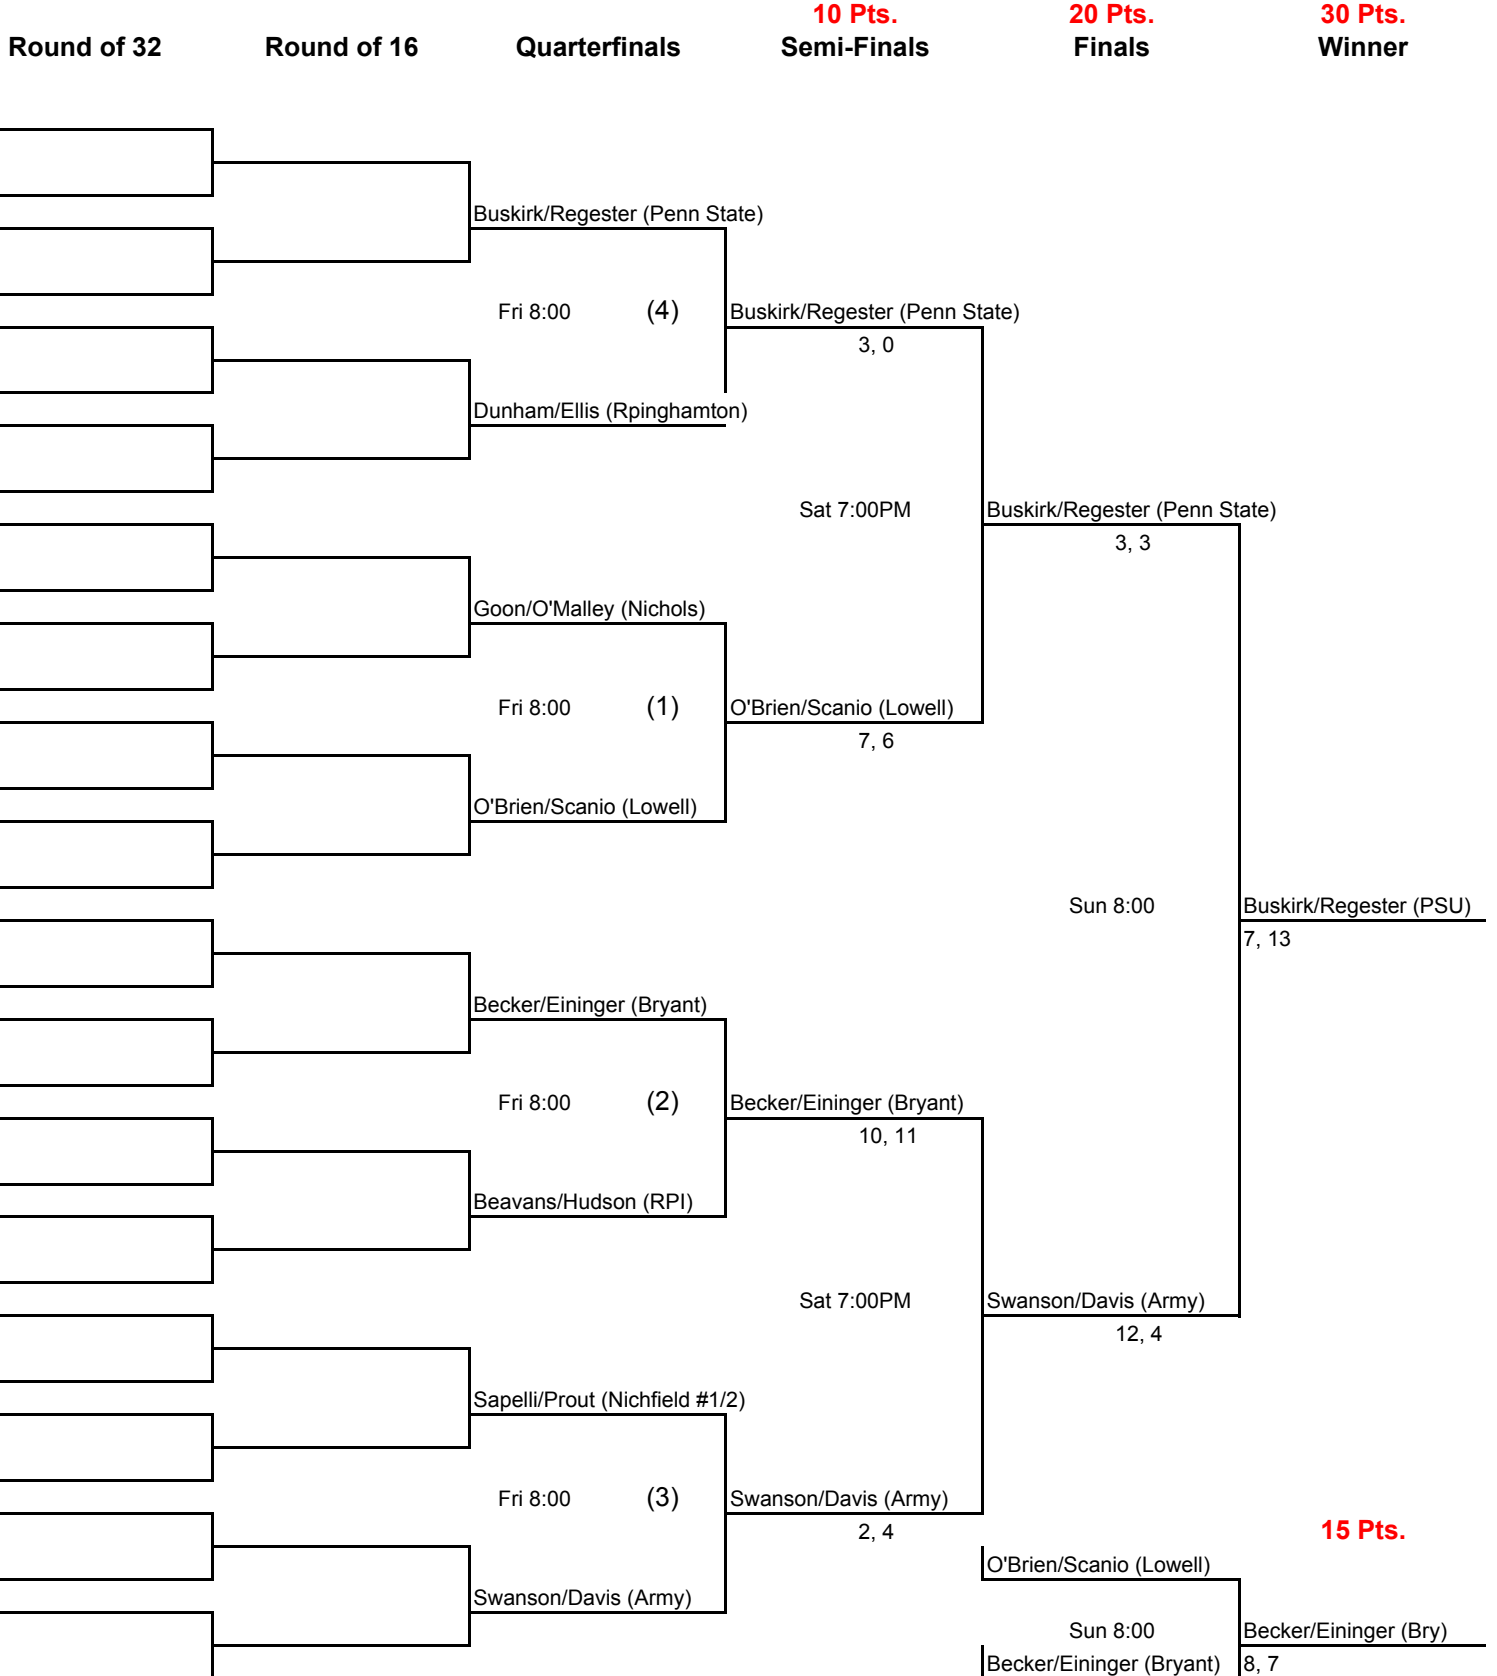 10 Pts. 20 Pts. 30 Pts.
Round of 32 Round of 16 Quarterfinals Semi-Finals Finals Winner
Buskirk/Regester (Penn State)
Fri 8:00 (4) Buskirk/Regester (Penn State)
3, 0
Dunham/Ellis (Rpinghamton)
Sat 7:00PM Buskirk/Regester (Penn State)
3, 3
Goon/O'Malley (Nichols)
Fri 8:00 (1) O'Brien/Scanio (Lowell)
7, 6
O'Brien/Scanio (Lowell)
Sun 8:00 Buskirk/Regester (PSU)
7, 13
Becker/Eininger (Bryant)
Fri 8:00 (2) Becker/Eininger (Bryant)
10, 11
Beavans/Hudson (RPI)
Sat 7:00PM Swanson/Davis (Army)
12, 4
Sapelli/Prout (Nichfield #1/2)
Fri 8:00 (3) Swanson/Davis (Army)
2, 4 15 Pts.
O'Brien/Scanio (Lowell)
Swanson/Davis (Army)
Sun 8:00 Becker/Eininger (Bry)
Becker/Eininger (Bryant) 8, 7